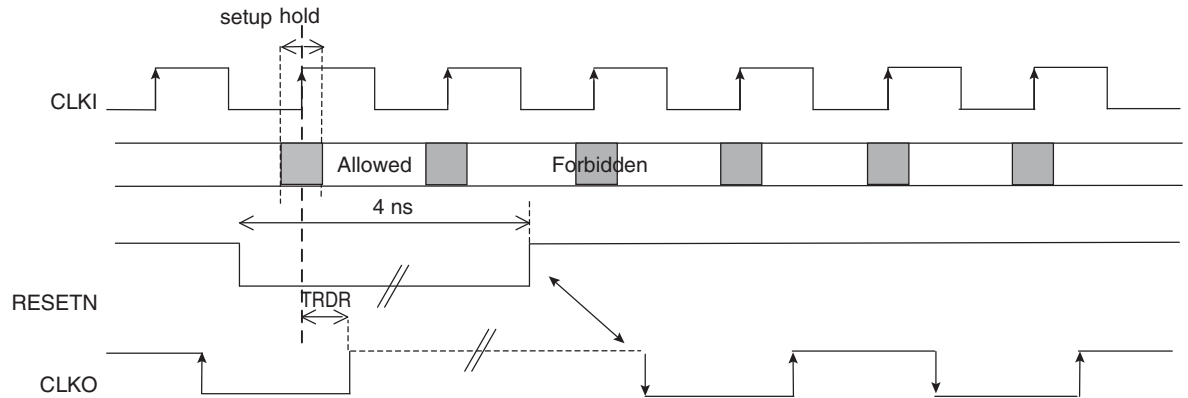 setup hold
CLKI
Allowed
Forbidden
4 ns
RESETN
TRDR
CLKO